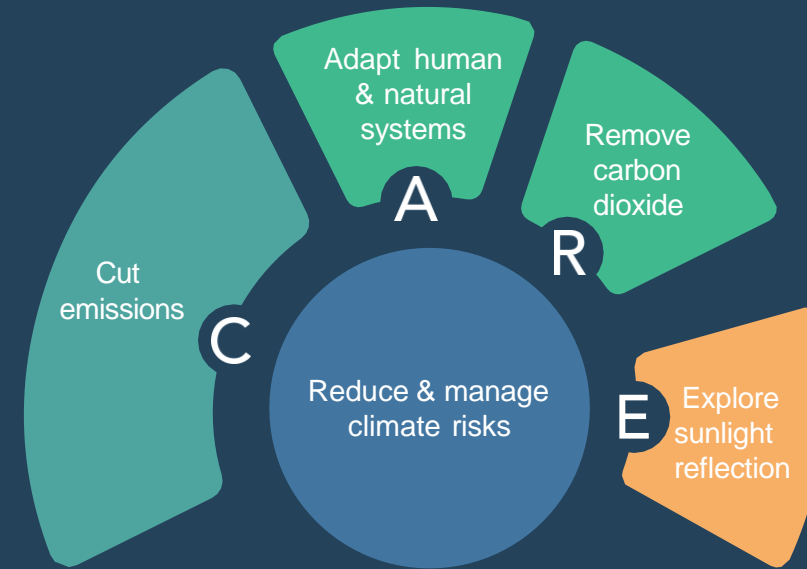 Cut
emissions
C
Adapt human
& natural
systems
A
Remove
carbon
dioxide
R
Explore
sunlight
reflection
E
Reduce & manage
climate risks